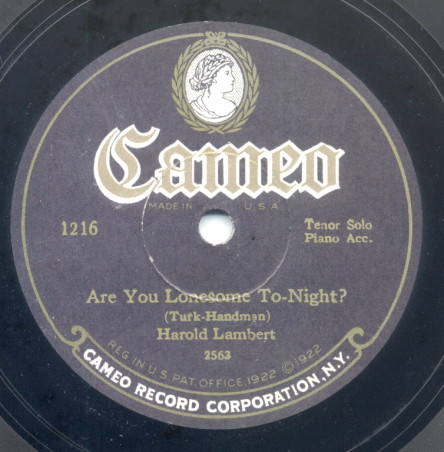 Cameo
MADE IN U.S.A.
1216
Tenor Solo
Piano Acc.
Are You Lonesome To-Night?
(Turk-Handman)
Harold Lambert
2563
REG. IN U.S. PAT. OFFICE, 1922 © 1922
CAMEO RECORD CORPORATION, N.Y.